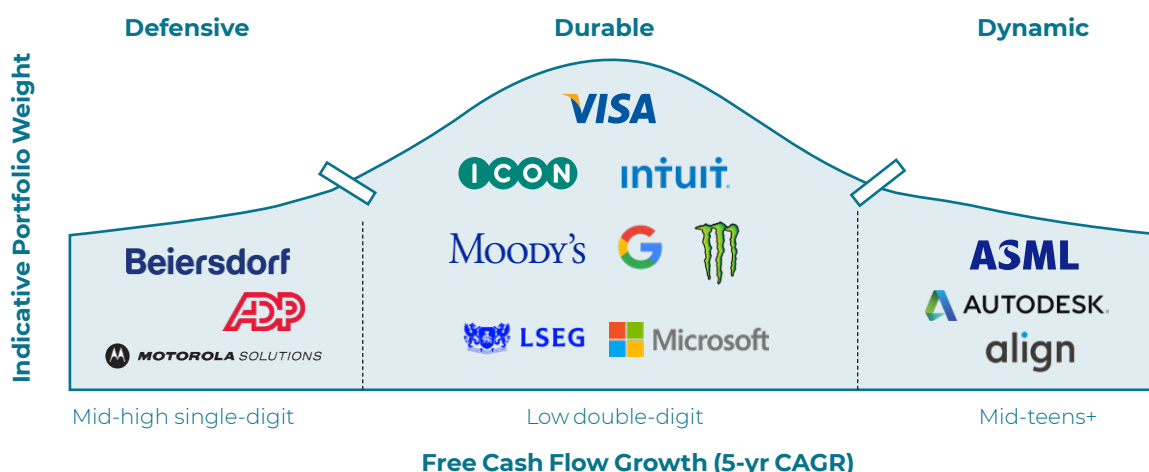 Defensive
Durable
Dynamic
Indicative Portfolio Weight
VISA
ICON
ıntuıt.
MOODY'S
G
Beiersdorf
ADP
MOTOROLA SOLUTIONS
LSEG
Microsoft
ASML
AUTODESK.
align
Mid-high single-digit
Low double-digit
Mid-teens+
Free Cash Flow Growth (5-yr CAGR)